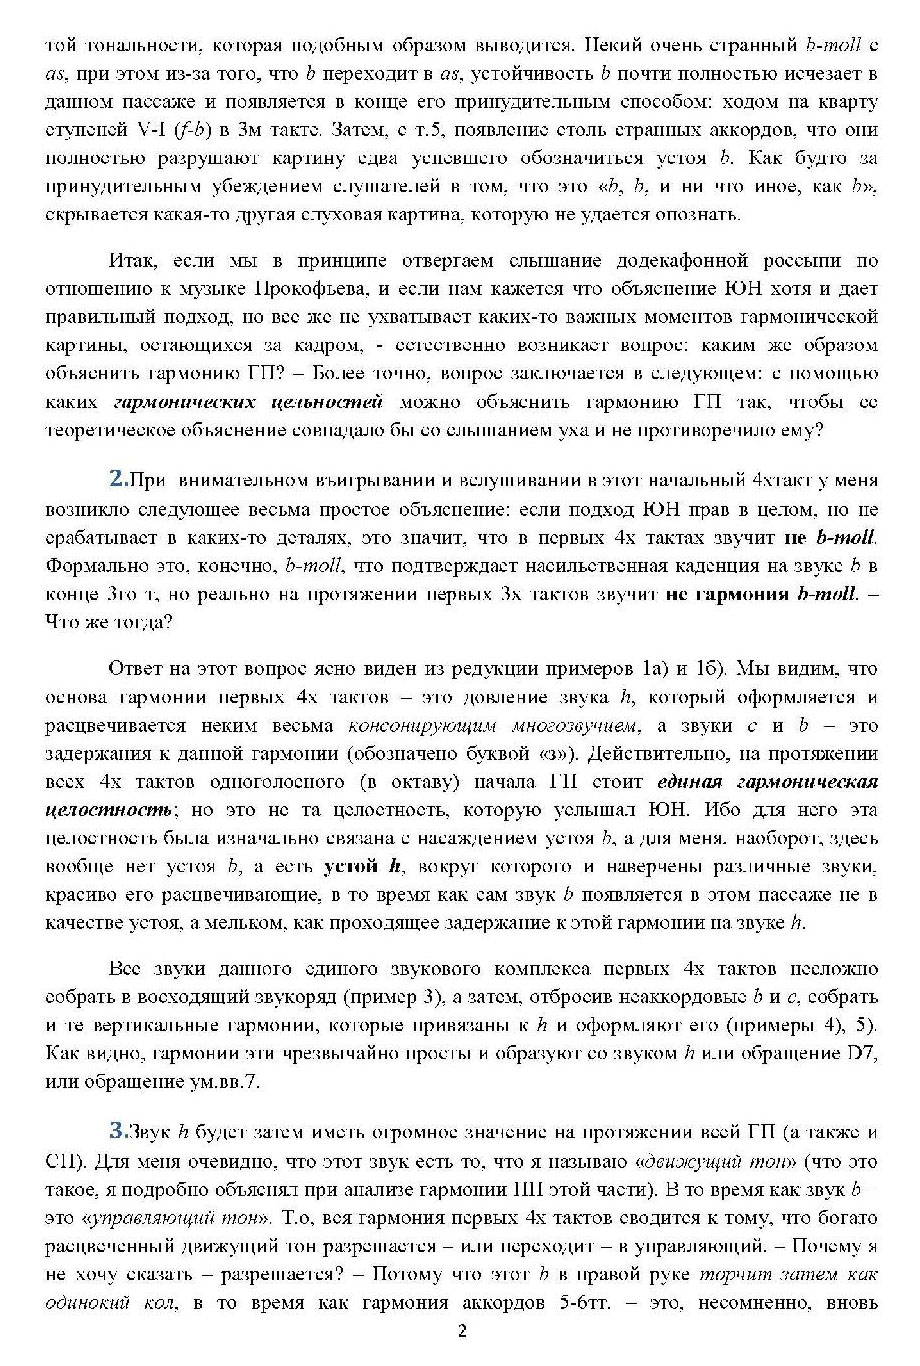 той тональности, которая подобным образом выводится. Некий очень странный b-moll с
as, при этом из-за того, что b переходит в as, устойчивость b почти полностью исчезает в
данном пассаже и появляется в конце его принудительным способом: ходом на кварту
ступеней V-I (f-b) в 3м такте. Затем, с т.5, появление столь странных аккордов, что они
полностью разрушают картину едва успевшего обозначиться устоя b. Как будто за
принудительным убеждением слушателей в том, что это «b, b, и ни что иное, как b»,
скрывается какая-то другая слуховая картина, которую не удается опознать.
Итак, если мы в принципе отвергаем слышание додекафонной россыпи по
отношению к музыке Прокофьева, и если нам кажется что объяснение ЮН хотя и дает
правильный подход, но все же не ухватывает каких-то важных моментов гармонической
картины, остающихся за кадром, - естественно возникает вопрос: каким же образом
объяснить гармонию ГП? – Более точно, вопрос заключается в следующем: с помощью
каких гармонических цельностей можно объяснить гармонию ГП так, чтобы ее
теоретическое объяснение совпадало бы со слышанием уха и не противоречило ему?
2.При внимательном въигрывании и вслушивании в этот начальный 4хтакт у меня
возникло следующее весьма простое объяснение: если подход ЮН прав в целом, но не
срабатывает в каких-то деталях, это значит, что в первых 4х тактах звучит не b-moll.
Формально это, конечно, b-moll, что подтверждает насильственная каденция на звуке b в
конце 3го т, но реально на протяжении первых 3х тактов звучит не гармония b-moll. –
Что же тогда?
Ответ на этот вопрос ясно виден из редукции примеров 1а) и 1б). Мы видим, что
основа гармонии первых 4х тактов – это довление звука h, который оформляется и
расцвечивается неким весьма консонирующим многозвучием, а звуки c и b – это
задержания к данной гармонии (обозначено буквой «з»). Действительно, на протяжении
всех 4х тактов одноголосного (в октаву) начала ГП стоит единая гармоническая
целостность; но это не та целостность, которую услышал ЮН. Ибо для него эта
целостность была изначально связана с насаждением устоя b, а для меня, наоборот, здесь
вообще нет устоя b, а есть устой h, вокруг которого и наверчены различные звуки,
красиво его расцвечивающие, в то время как сам звук b появляется в этом пассаже не в
качестве устоя, а мельком, как проходящее задержание к этой гармонии на звуке h.
Все звуки данного единого звукового комплекса первых 4х тактов несложно
собрать в восходящий звукоряд (пример 3), а затем, отбросив неаккордовые b и c, собрать
и те вертикальные гармонии, которые привязаны к h и оформляют его (примеры 4), 5).
Как видно, гармонии эти чрезвычайно просты и образуют со звуком h или обращение D7,
или обращение ум.вв.7.
3.Звук h будет затем иметь огромное значение на протяжении всей ГП (а также и
СП). Для меня очевидно, что этот звук есть то, что я называю «движущий тон» (что это
такое, я подробно объяснял при анализе гармонии ПП этой части). В то время как звук b –
это «управляющий тон». Т.о, вся гармония первых 4х тактов сводится к тому, что богато
расцвеченный движущий тон разрешается – или переходит – в управляющий. – Почему я
не хочу сказать – разрешается? – Потому что этот b в правой руке торчит затем как
одинокий кол, в то время как гармония аккордов 5-6тт. – это, несомненно, вновь
2